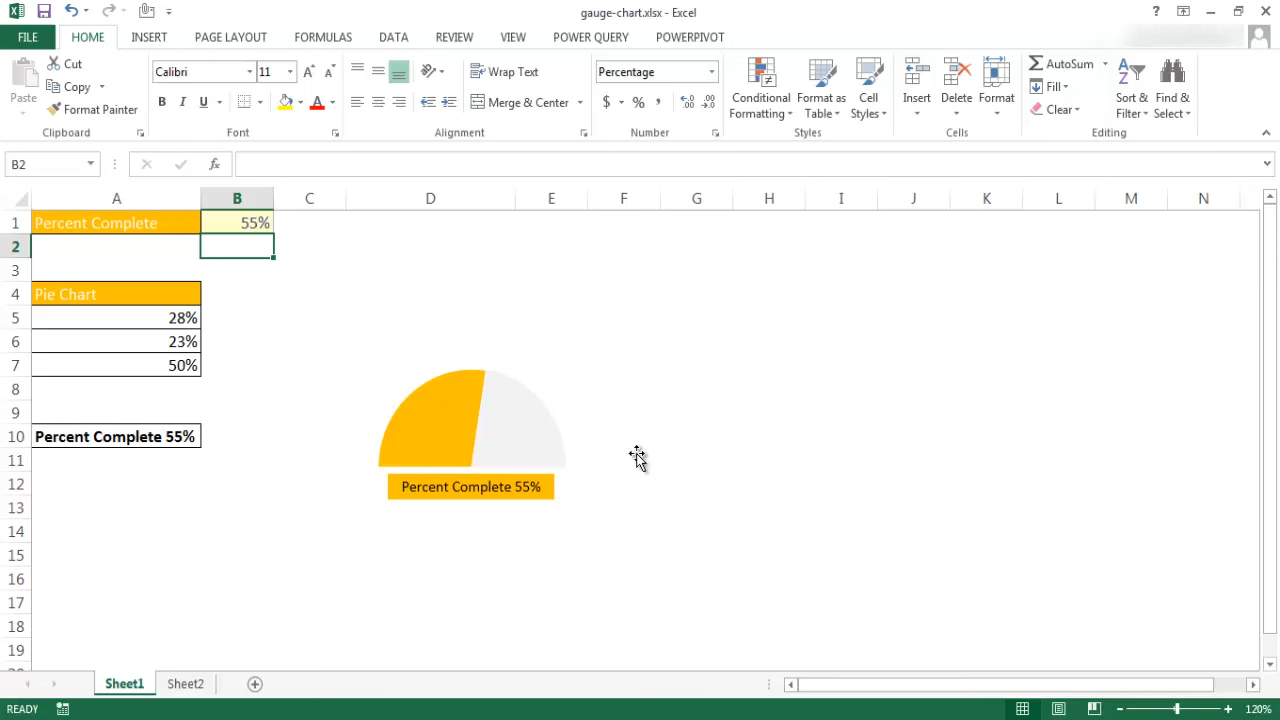 gauge-chart.xlsx - Excel
FILE HOME INSERT PAGE LAYOUT FORMULAS DATA REVIEW VIEW POWER QUERY POWERPIVOT
Paste
Cut
Copy
Format Painter
Clipboard
Calibri 11
B I U A
Font
Wrap Text
Merge & Center
Alignment
Percentage
$ % ,
Number
Conditional Formatting
Format as Table
Cell Styles
Styles
Insert
Delete
Format
Cells
AutoSum
Fill
Clear
Sort & Filter
Find & Select
Editing
B2 fx
A B C D E F G H I J K L M N
1 Percent Complete 55%
2
3
4 Pie Chart
5 28%
6 23%
7 50%
8
9
10 Percent Complete 55%
11
12 Percent Complete 55%
13
14
15
16
17
18
19
Sheet1 Sheet2
READY 120%